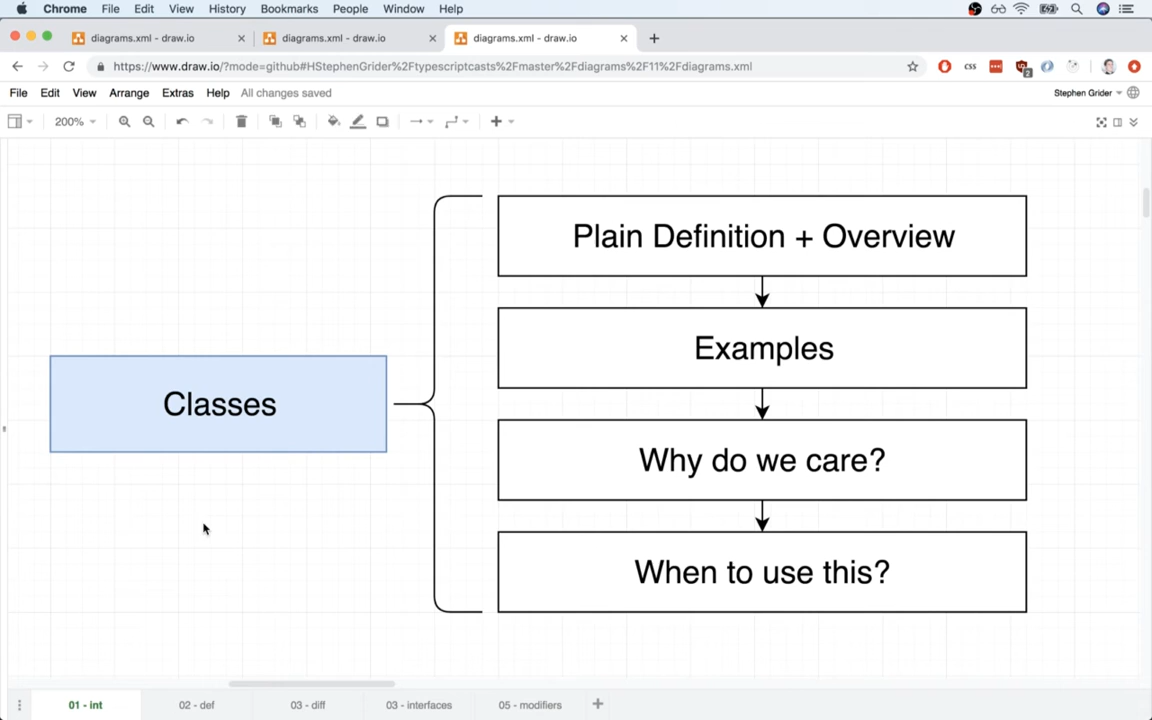 Chrome File Edit View History Bookmarks People Window Help
diagrams.xml - draw.io diagrams.xml - draw.io diagrams.xml - draw.io
https://www.draw.io/?mode=github#HStephenGrider%2Ftypescriptcasts%2Fmaster%2Fdiagrams%2F11%2Fdiagrams.xml
CSS
2
File Edit View Arrange Extras Help All changes saved
Stephen Grider
200%
Plain Definition + Overview
Examples
Classes
Why do we care?
When to use this?
01 - int 02 - def 03 - diff 03 - interfaces 05 - modifiers